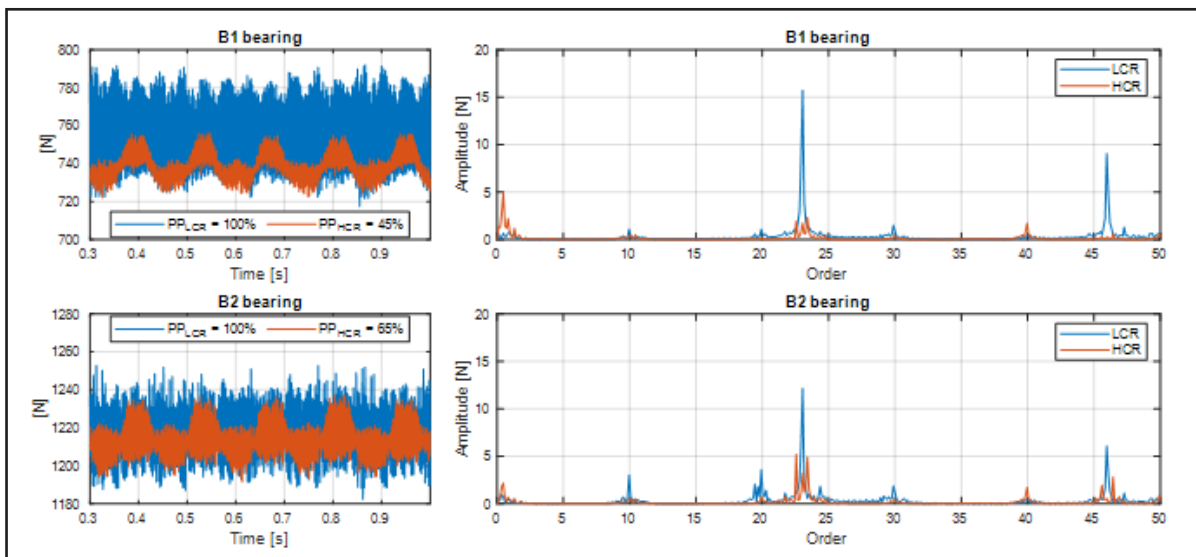 B1 bearing
800
780
760
740
720
700
[N]
PP_LCR = 100% PP_HCR = 45%
0.3 0.4 0.5 0.6 0.7 0.8 0.9
Time [s]
B1 bearing
20
15
10
5
0
Amplitude [N]
LCR
HCR
0 5 10 15 20 25 30 35 40 45 50
Order
B2 bearing
1280
1260
1240
1220
1200
1180
[N]
PP_LCR = 100% PP_HCR = 65%
0.3 0.4 0.5 0.6 0.7 0.8 0.9
Time [s]
B2 bearing
20
15
10
5
0
Amplitude [N]
LCR
HCR
0 5 10 15 20 25 30 35 40 45 50
Order